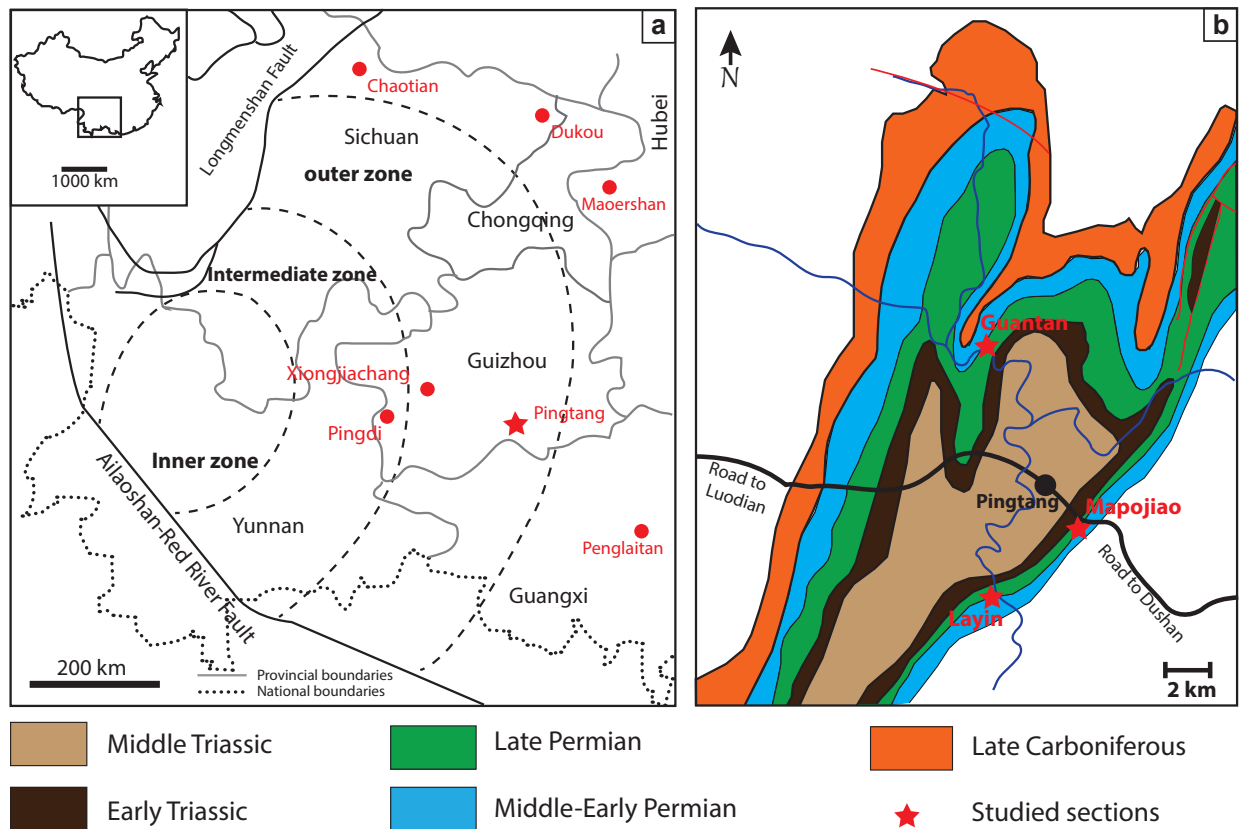 a
1000 km
Longmenshan Fault
Chaotian
Dukou
Hubei
Sichuan
outer zone
Maoershan
Chongqing
Intermediate zone
Guizhou
Xiongjiachang
Pingdi
Pingtang
Inner zone
Yunnan
Penglaitan
Guangxi
Ailaoshan-Red River Fault
200 km
Provincial boundaries
National boundaries
b
N
Guantan
Road to
Luodian
Pingtang
Mapojiao
Road to Dushan
Layin
2 km
Middle Triassic
Late Permian
Late Carboniferous
Early Triassic
Middle-Early Permian
Studied sections